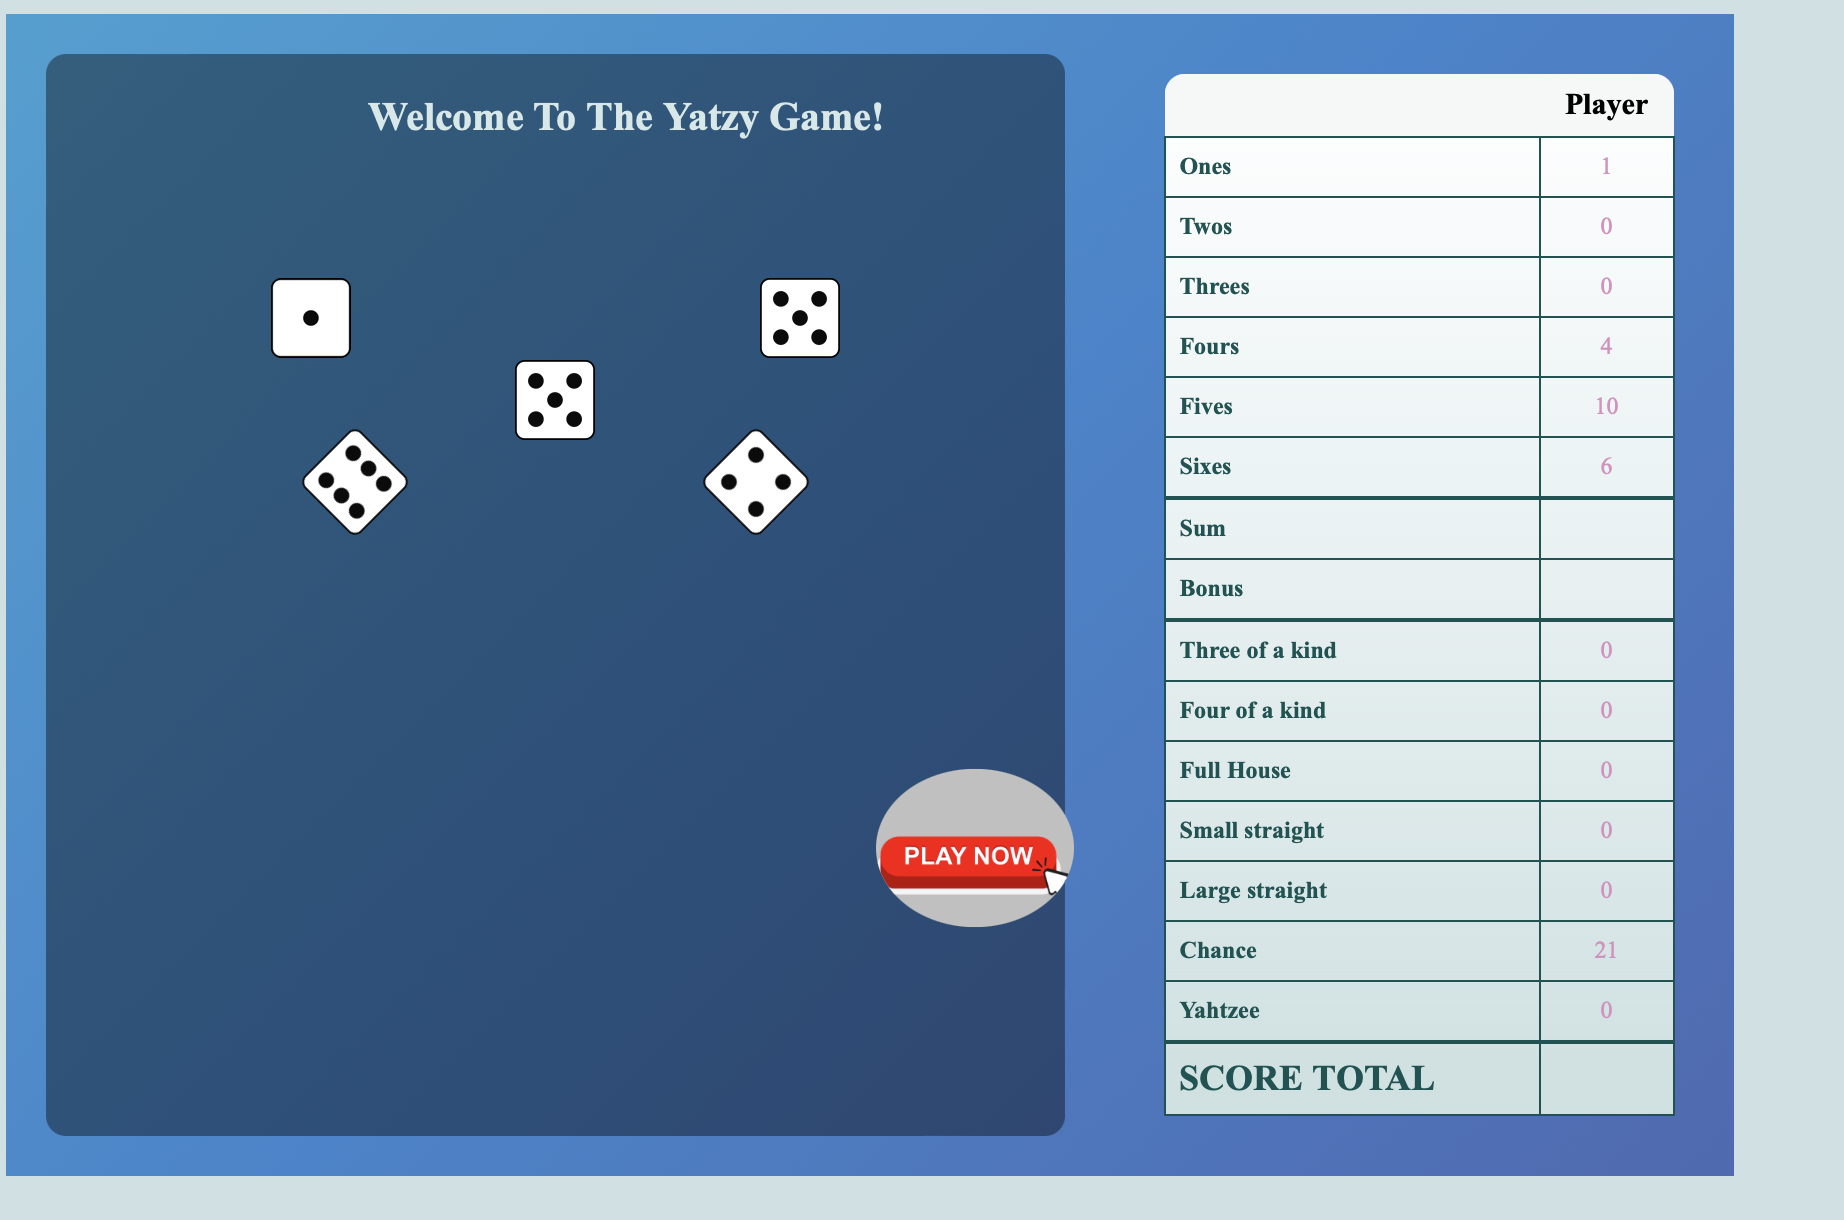 Welcome To The Yatzy Game!
PLAY NOW
Player
Ones 1
Twos 0
Threes 0
Fours 4
Fives 10
Sixes 6
Sum
Bonus
Three of a kind 0
Four of a kind 0
Full House 0
Small straight 0
Large straight 0
Chance 21
Yahtzee 0
SCORE TOTAL